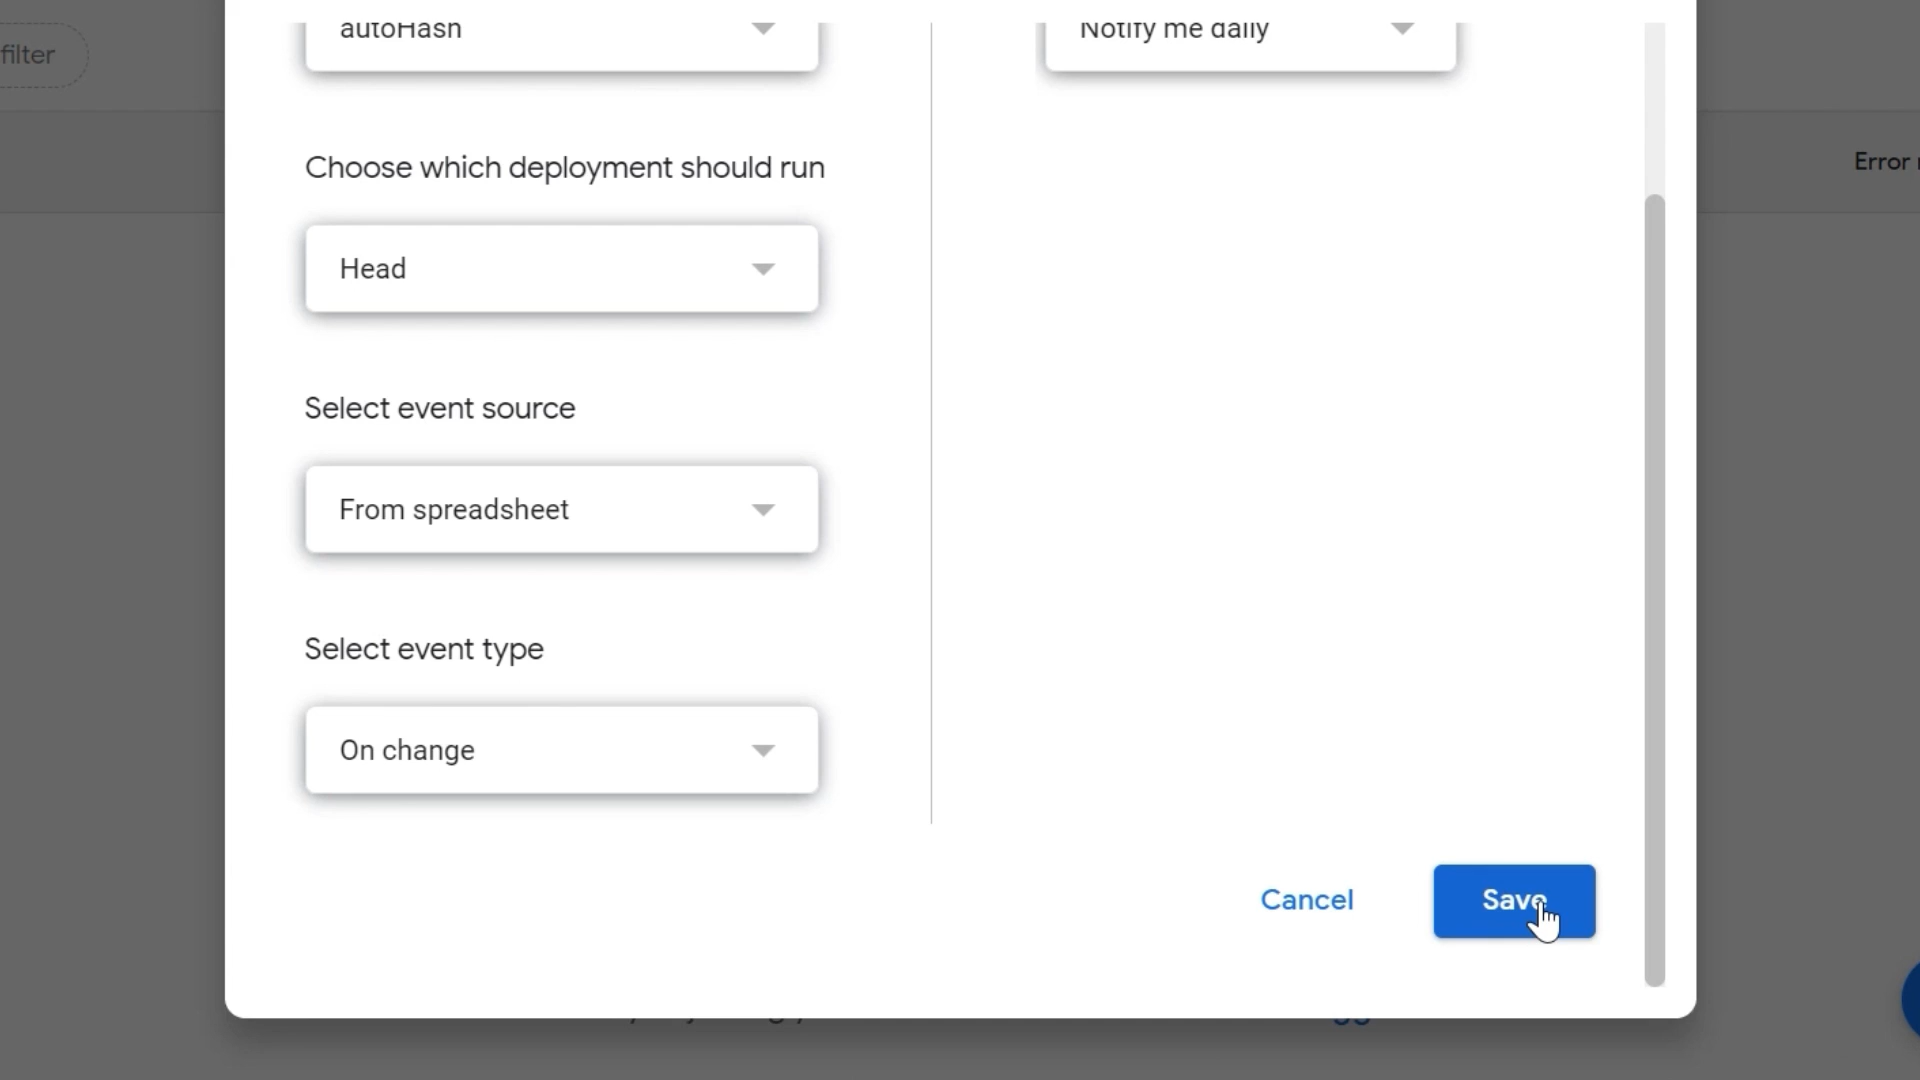 filter
autoHash
Notify me daily
Choose which deployment should run
Error
Head
Select event source
From spreadsheet
Select event type
On change
Cancel
Save